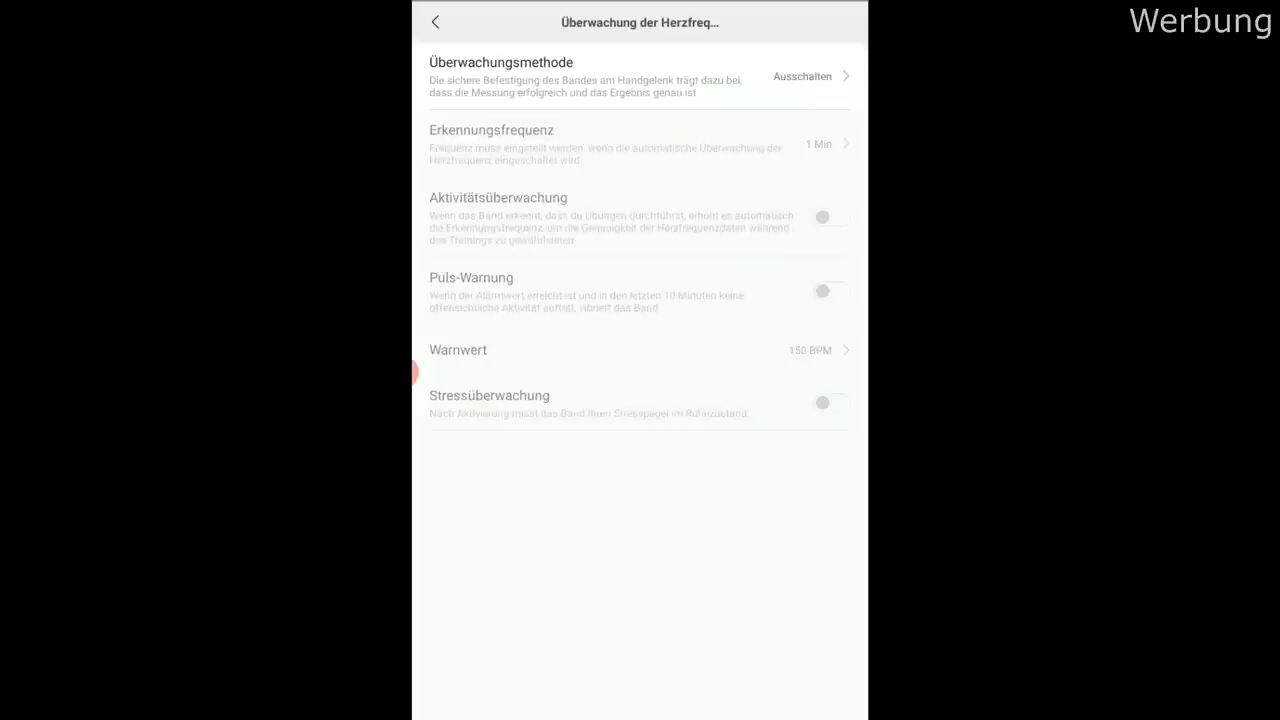 Werbung
Überwachung der Herzfreq...
Überwachungsmethode
Die sichere Befestigung des Bandes am Handgelenk trägt dazu bei,
dass die Messung erfolgreich und das Ergebnis genau ist
Ausschalten
Erkennungsfrequenz
Frequenz muss eingestellt werden, wenn die automatische Überwachung der
Herzfrequenz eingeschaltet wird
1 Min
Aktivitätsüberwachung
Wenn das Band erkennt, dass du Übungen durchführst, erhöht es automatisch
die Erkennungsfrequenz, um die Genauigkeit der Herzfrequenzdaten während
des Trainings zu gewährleisten
Puls-Warnung
Wenn der Alarmwert erreicht ist und in den letzten 10 Minuten keine
offensichtliche Aktivität auftritt, vibriert das Band
Warnwert
150 BPM
Stressüberwachung
Nach Aktivierung misst das Band Ihren Stresspegel im Ruhezustand.